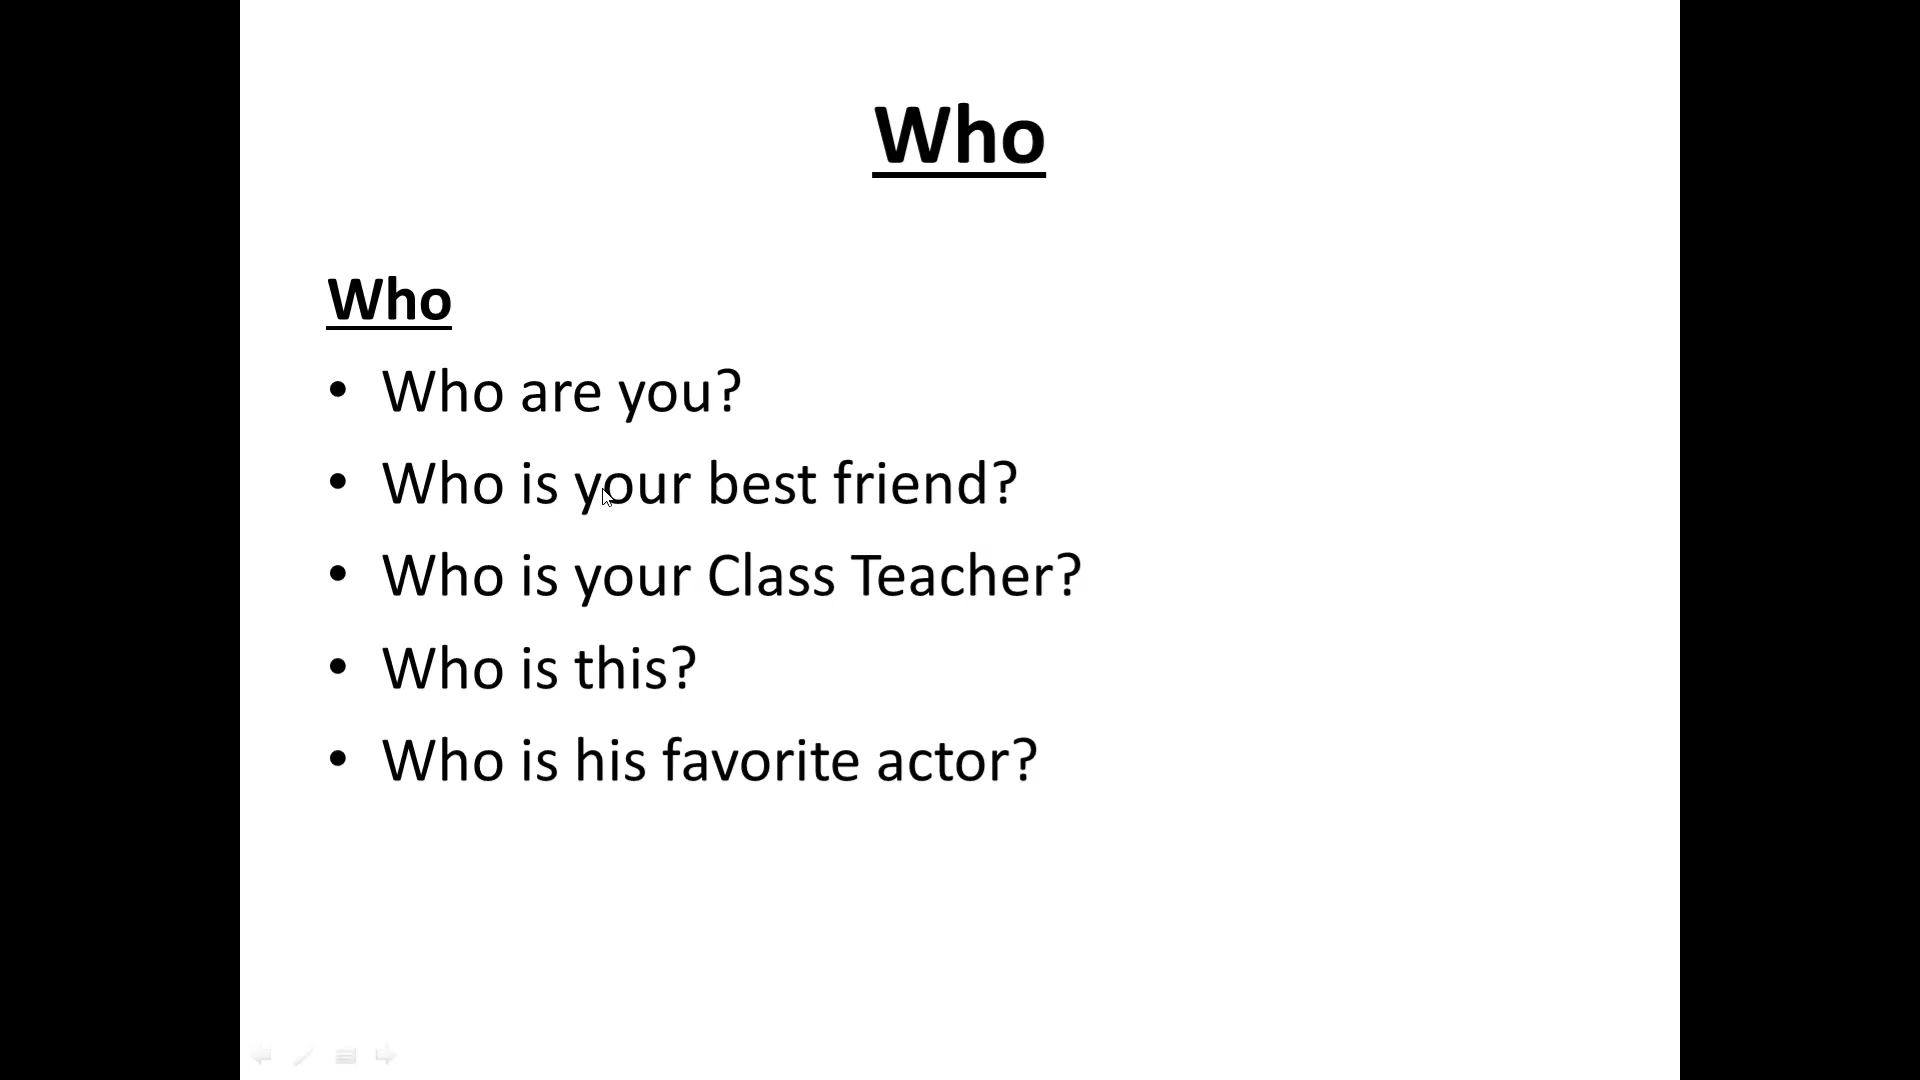 Who
Who
• Who are you?
• Who is your best friend?
• Who is your Class Teacher?
• Who is this?
• Who is his favorite actor?